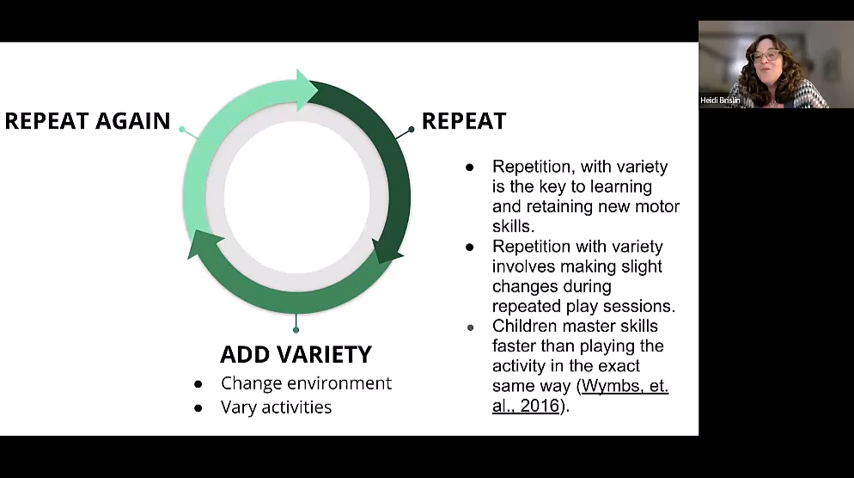 REPEAT AGAIN
REPEAT
● Repetition, with variety
is the key to learning
and retaining new motor
skills.
● Repetition with variety
involves making slight
changes during
repeated play sessions.
● Children master skills
faster than playing the
activity in the exact
same way (Wymbs, et.
al., 2016).
ADD VARIETY
● Change environment
● Vary activities
Heidi Brislin